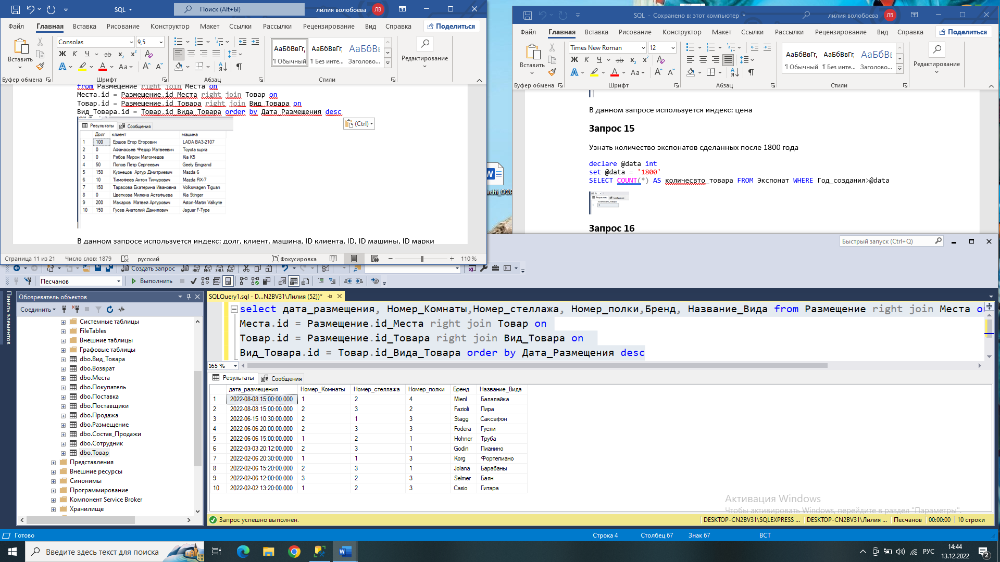 SQL
Поиск (Alt+Ы)
лилия волобоева
ЛВ
Файл Главная Вставка Рисование Конструктор Макет Ссылки Рассылки Рецензирование Вид Справка Поделиться
Consolas 9,5
Вставить
Ж К Ч ab x₂ x²
Aa
АаБбВвГг, АаБбВвГг, АаБбВв
¶ Обычный ¶ Без инте... Заголово...
Редактирование
Буфер обмена Шрифт Абзац Стили
from Размещение right join Места on
Места.id = Размещение.id_Места right join Товар on
Товар.id = Размещение.id_Товара right join Вид_Товара on
Вид_Товара.id = Товар.id_Вида_Товара order by Дата_Размещения desc
(Ctrl)
Результаты Сообщения
Долг клиент машина
1 100 Ершов Егор Егорович LADA ВАЗ-2107
2 0 Афанасьев Федор Матвеевич Toyota supra
3 0 Рябов Мирон Магомедов Kia K5
4 50 Попов Петр Сергеевич Geely Emgrand
5 150 Кузнецов Артур Дмитриевич Mazda 6
6 10 Тимофеев Антон Тимурович Mazda RX-7
7 150 Тарасова Екатерина Ивановна Volkswagen Tiguan
8 0 Цветкова Милена Астафьева Kia Stinger
9 200 Макаров Матвей Артурович Aston-Martin Valkyrie
10 150 Гусев Анатолий Данилович Jaguar F-Type
В данном запросе используется индекс: долг, клиент, машина, ID клиента, ID, ID машины, ID марки
Страница 11 из 21 Число слов: 1879 русский Фокусировка 110 %
SQL - Сохранено в: этот компьютер
лилия волобоева
ЛВ
Файл Главная Вставка Рисование Конструктор Макет Ссылки Рассылки Рецензирование Вид Справка Поделиться
Times New Roman 12
Вставить
Ж К Ч ab x₂ x²
Aa
АаБбВвГг, АаБбВвГг, АаБбВв
¶ Обычный ¶ Без инте... Заголово...
Редактирование
Буфер обмена Шрифт Абзац Стили
В данном запросе используется индекс: цена
Запрос 15
Узнать количество экспонатов сделанных после 1800 года
declare @data int
set @data = '1800'
SELECT COUNT(*) AS количесвто_товара FROM Экспонат WHERE Год_создания>@data
Результаты Сообщения
Запрос 16
achi_OOP
Быстрый запуск (Ctrl+Q)
Создать запрос MDX DMX XMLA DAX
Песчанов Выполнить
Панель элементов
Обозреватель объектов
Соединить
Системные таблицы
FileTables
Внешние таблицы
Графовые таблицы
dbo.Вид_Товара
dbo.Возврат
dbo.Места
dbo.Покупатель
dbo.Поставка
dbo.Поставщики
dbo.Продажа
dbo.Размещение
dbo.Состав_Продажи
dbo.Сотрудник
dbo.Товар
Представления
Внешние ресурсы
Синонимы
Программирование
Компонент Service Broker
Хранилище
SQLQuery1.sql - D...N2BV31\Лилия (52))*
select дата_размещения, Номер_Комнаты,Номер_стеллажа, Номер_полки,Бренд, Название_Вида from Размещение right join Места on
Места.id = Размещение.id_Места right join Товар on
Товар.id = Размещение.id_Товара right join Вид_Товара on
Вид_Товара.id = Товар.id_Вида_Товара order by Дата_Размещения desc
165 %
Результаты Сообщения
дата_размещения Номер_Комнаты Номер_стеллажа Номер_полки Бренд Название_Вида
1 2022-08-08 15:00:00.000 1 2 4 Mienl Балалайка
2 2022-08-08 15:00:00.000 2 3 2 Fazioli Лира
3 2022-06-15 10:30:00.000 2 1 3 Stagg Саксафон
4 2022-06-06 20:00:00.000 2 3 3 Fodera Гусли
5 2022-06-06 15:00:00.000 1 2 1 Hohner Труба
6 2022-03-03 20:12:00.000 2 3 1 Godin Пианино
7 2022-02-06 20:30:00.000 1 1 3 Korg Фортепиано
8 2022-02-06 15:20:00.000 2 3 1 Jolana Барабаны
9 2022-02-06 12:00:00.000 3 2 3 Selmer Баян
10 2022-02-02 13:20:00.000 1 2 3 Casio Гитара
Активация Windows
Чтобы активировать Windows, перейдите в раздел "Параметры".
Запрос успешно выполнен. DESKTOP-CN2BV31\SQLEXPRESS ... DESKTOP-CN2BV31\Лилия ... Песчанов 00:00:00 10 строки
Готово Строка 4 Столбец 67 Знак 67 ВСТ
Введите здесь текст для поиска
РУС
14:44
13.12.2022
2